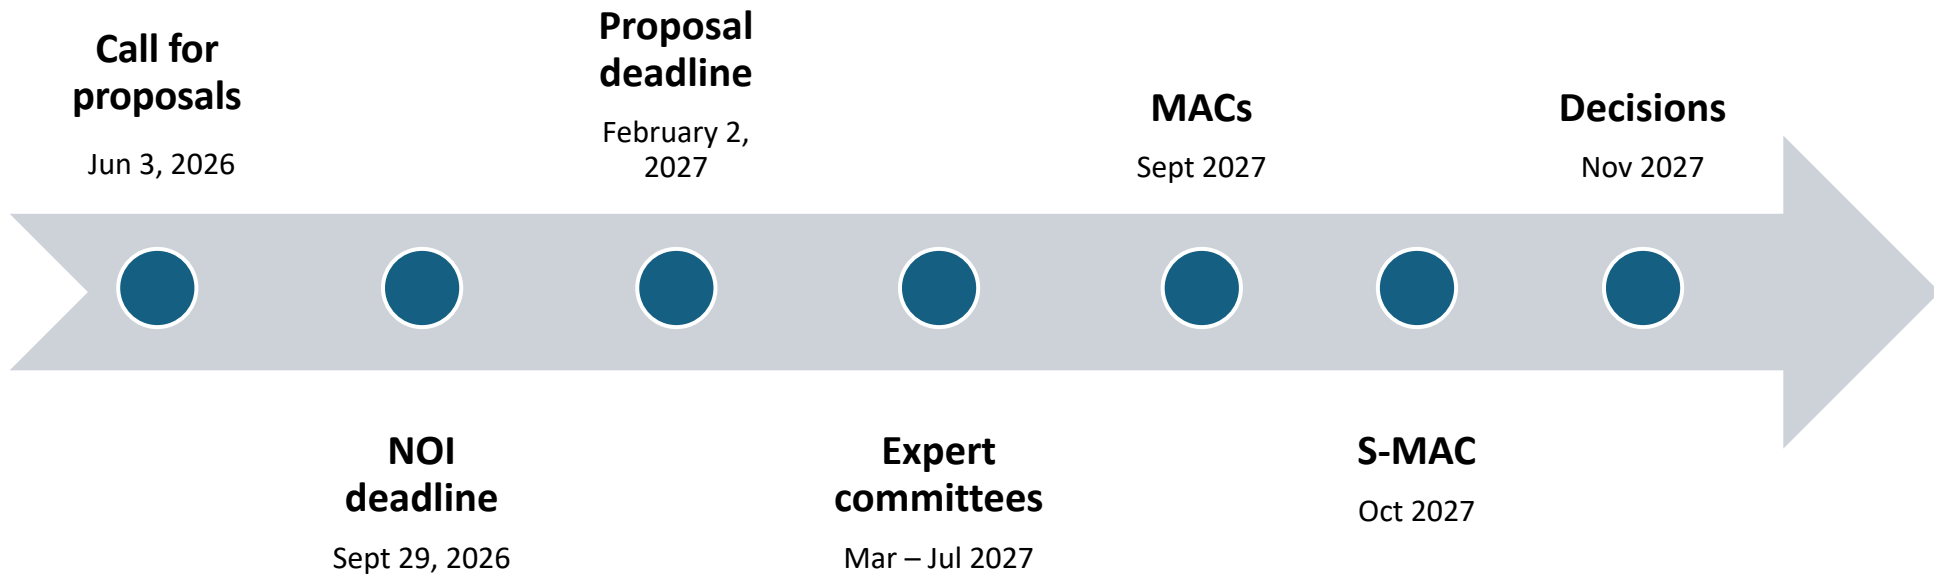 Call for
proposals
Jun 3, 2026
NOI
deadline
Sept 29, 2026
Proposal
deadline
February 2,
2027
Expert
committees
Mar – Jul 2027
MACs
Sept 2027
S-MAC
Oct 2027
Decisions
Nov 2027